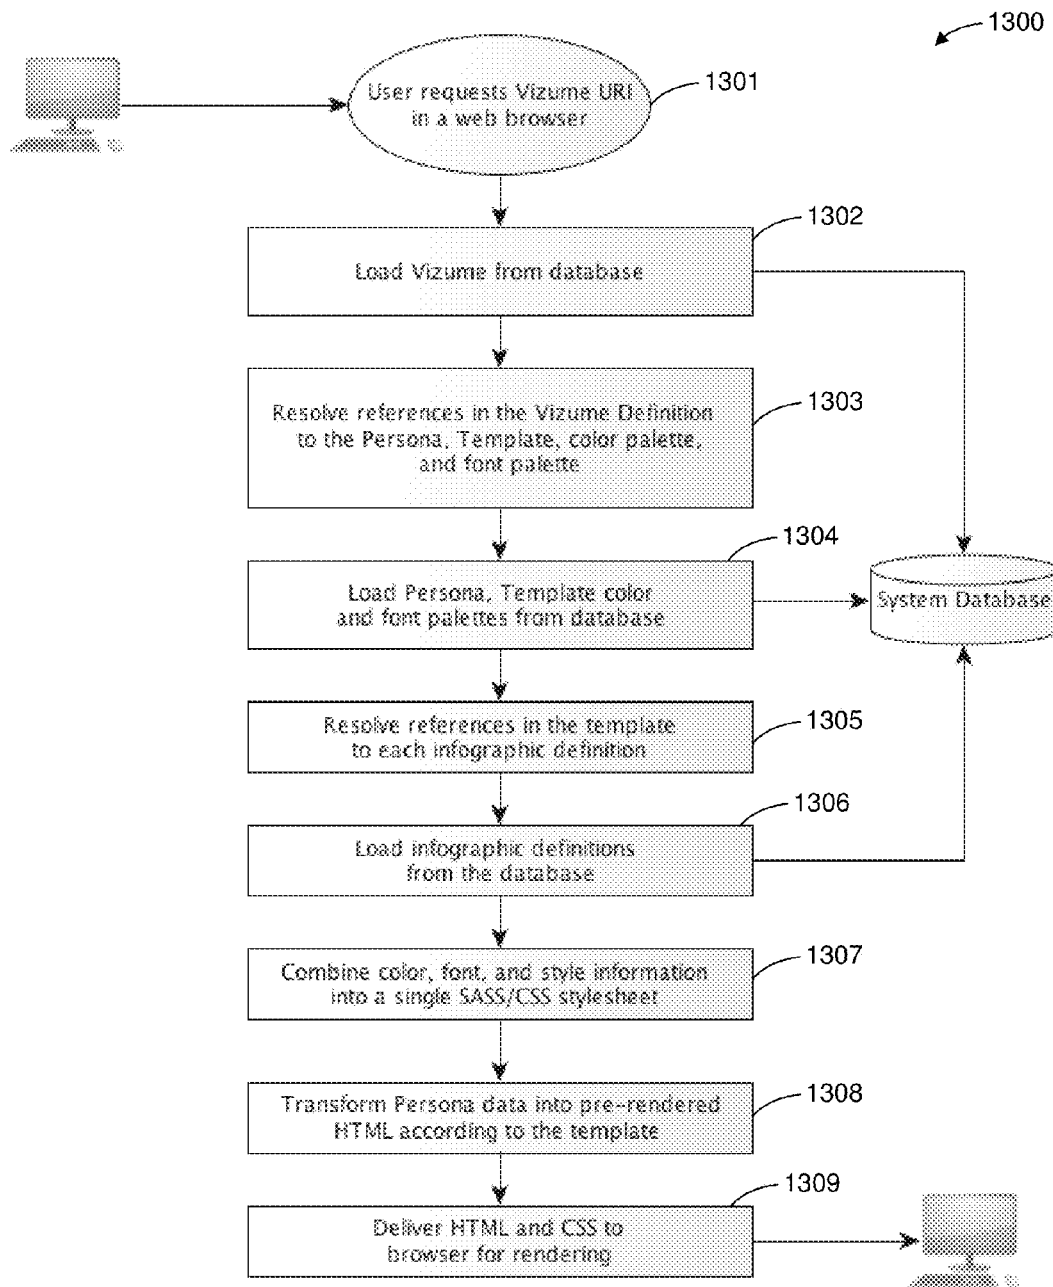 1300
User requests Vizume URI
in a web browser
1301
1302
Load Vizume from database
1303
Resolve references in the Vizume Definition
to the Persona, Template, color palette,
and font palette
1304
Load Persona, Template color
and font palettes from database
System Database
1305
Resolve references in the template
to each infographic definition
1306
Load infographic definitions
from the database
1307
Combine color, font, and style information
into a single SASS/CSS stylesheet
1308
Transform Persona data into pre-rendered
HTML according to the template
1309
Deliver HTML and CSS to
browser for rendering